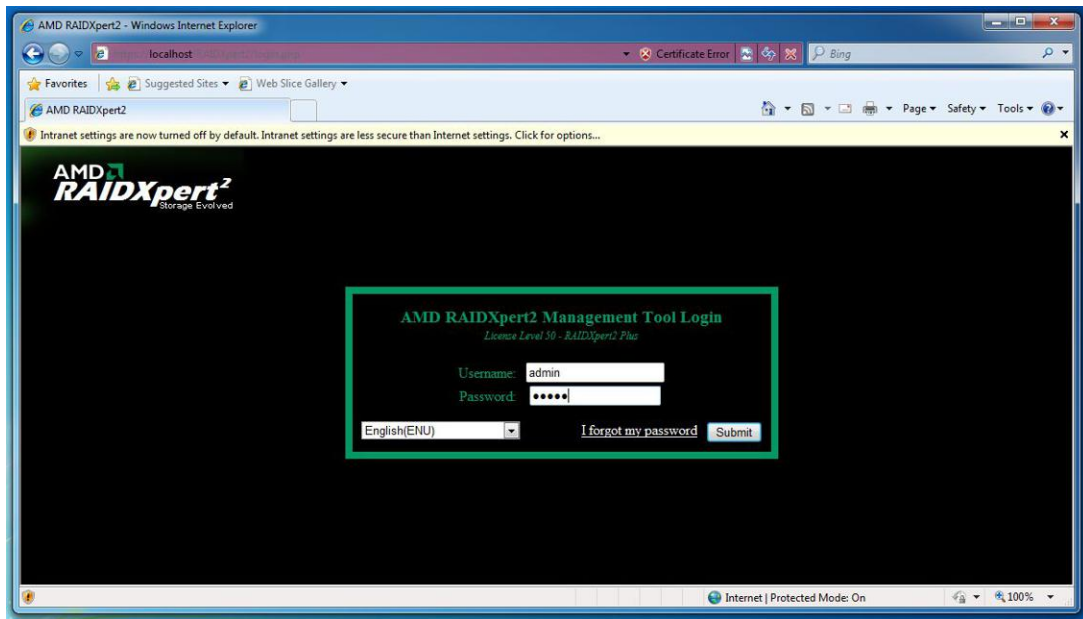 AMD RAIDXpert2 - Windows Internet Explorer
localhost
Certificate Error
Bing
Favorites
Suggested Sites
Web Slice Gallery
AMD RAIDXpert2
Page
Safety
Tools
Intranet settings are now turned off by default. Intranet settings are less secure than Internet settings. Click for options...
AMD
RAIDXpert2
Storage Evolved
AMD RAIDXpert2 Management Tool Login
License Level 50 - RAIDXpert2 Plus
Username: admin
Password: •••••
English(ENU)
I forgot my password
Submit
Internet | Protected Mode: On
100%